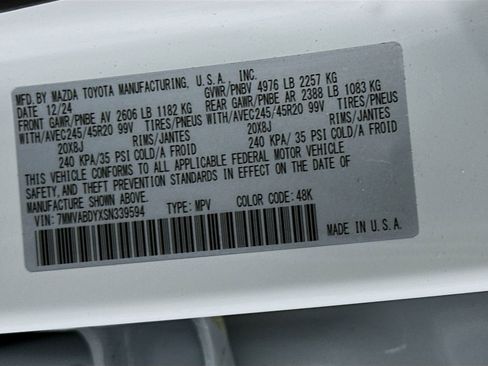 MFD. BY MAZDA TOYOTA MANUFACTURING, U.S.A., INC.
DATE 12/24 GVWR/PNBV 4976 LB 2257 KG
FRONT GAWR/PNBE AV 2606 LB 1182 KG REAR GAWR/PNBE AR 2388 LB 1083 KG
WITH/AVEC245/45R20 99V TIRES/PNEUS WITH/AVEC245/45R20 99V TIRES/PNEUS
20X8J RIMS/JANTES 20X8J RIMS/JANTES
240 KPA/35 PSI COLD/A FROID 240 KPA/ 35 PSI COLD/A FROID
THIS VEHICLE CONFORMS TO ALL APPLICABLE FEDERAL MOTOR VEHICLE
SAFETY, AND THEFT PREVENTION STANDARDS IN EFFECT ON THE DATE OF
MANUFACTURE SHOWN ABOVE.
VIN: 7MMVABDYXSN339594 TYPE: MPV COLOR CODE: 48K
MADE IN U.S.A.